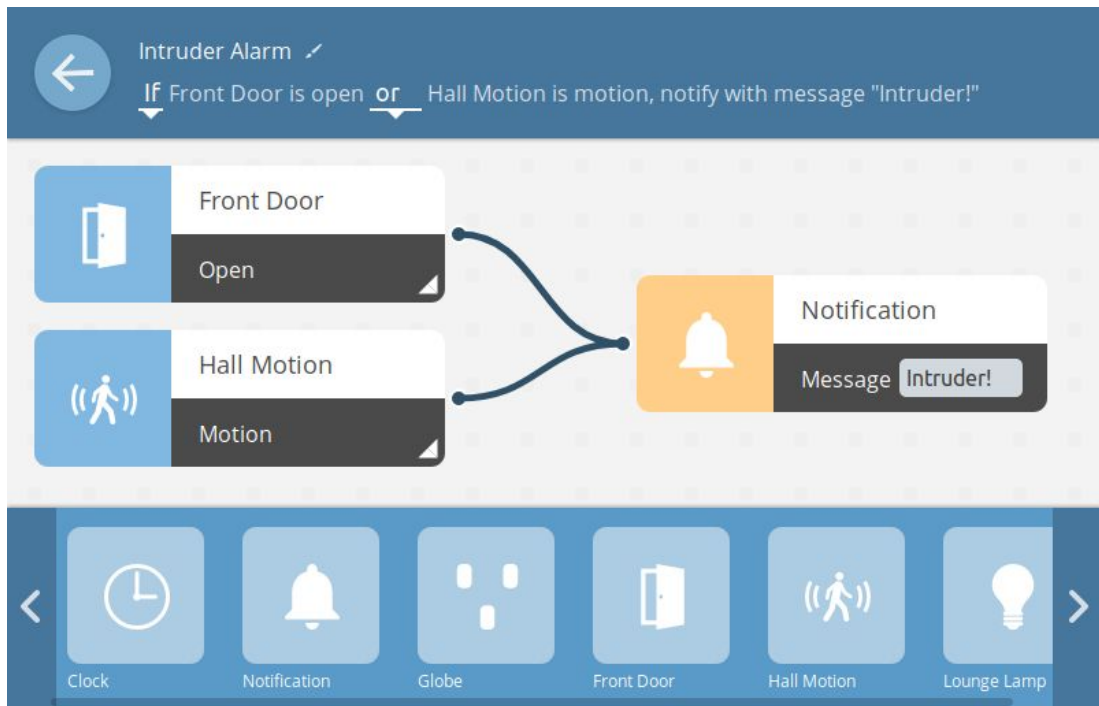 Intruder Alarm
If Front Door is open or Hall Motion is motion, notify with message "Intruder!"
Front Door
Open
Hall Motion
Motion
Notification
Message Intruder!
Clock
Notification
Globe
Front Door
Hall Motion
Lounge Lamp